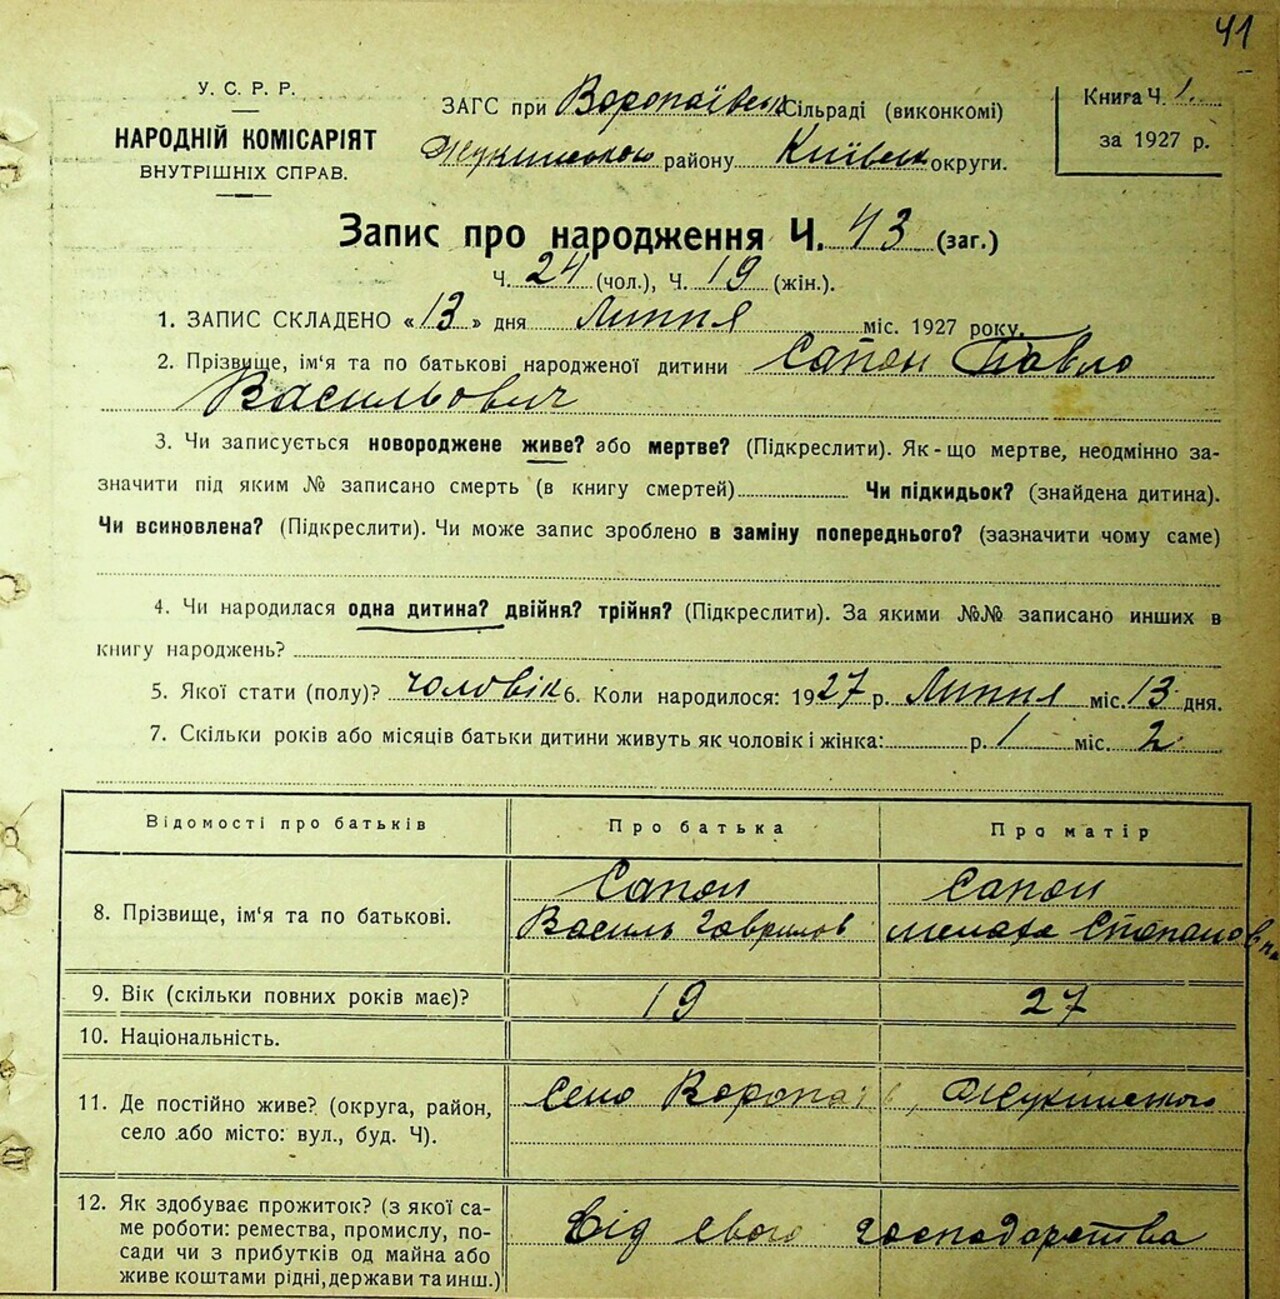 41
У. С. Р. Р.
НАРОДНІЙ КОМІСАРІЯТ
ВНУТРІШНІХ СПРАВ.
ЗАГС при Воропаївськ Сільраді (виконкомі)
Жукинського району Київськ округи.
Книга Ч. 1.
за 1927 р.
Запис про народження Ч. 43 (заг.)
Ч. 24 (чол.), Ч. 19 (жін.).
1. ЗАПИС СКЛАДЕНО «13» дня Липня міс. 1927 року.
2. Прізвище, ім‘я та по батькові народженої дитини Сапон Павло
Васильович
3. Чи записується новороджене живе? або мертве? (Підкреслити). Як-що мертве, неодмінно за-
значити під яким № записано смерть (в книгу смертей) Чи підкидьок? (знайдена дитина).
Чи всиновлена? (Підкреслити). Чи може запис зроблено в заміну попереднього? (зазначити чому саме)
4. Чи народилася одна дитина? двійня? трійня? (Підкреслити). За якими №№ записано инших в
книгу народжень?
5. Якої стати (полу)? чоловік 6. Коли народилося: 1927 р. Липня міс. 13 дня.
7. Скільки років або місяців батьки дитини живуть як чоловік і жінка: р. 1 міс. 2
Відомості про батьків Про батька Про матір
8. Прізвище, ім‘я та по батькові.
Сапон
Василь Гаврилов
Сапон
Степановна
9. Вік (скільки повних років має)? 19 27
10. Національність.
11. Де постійно живе? (округа, район,
село або місто: вул., буд. Ч).
Село Воропаїв, Жукинського
12. Як здобуває прожиток? (з якої са-
ме роботи: ремества, промислу, по-
сади чи з прибутків од майна або
живе коштами рідні, держави та инш.)
Від свого господарства